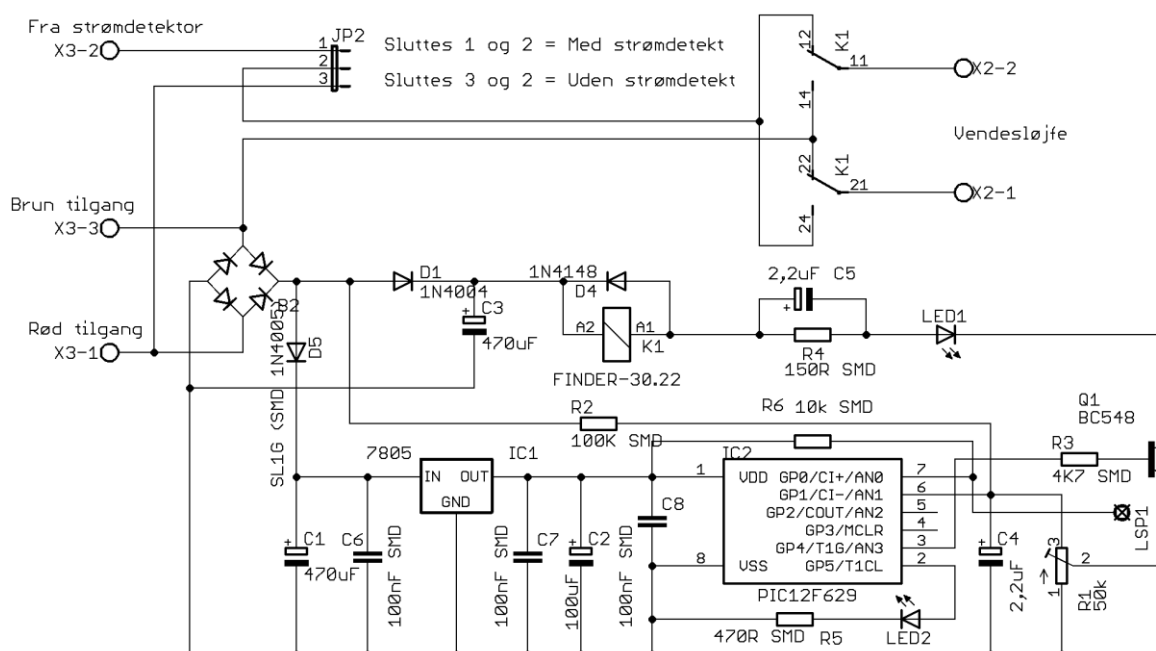 Fra strømdetektor
X3-2
JP2
1
2
3
Sluttes 1 og 2 = Med strømdetekt
Sluttes 3 og 2 = Uden strømdetekt
12
K1
11
X2-2
14
Vendesløjfe
22
K1
21
X2-1
24
Brun tilgang
X3-3
Rød tilgang
X3-1
B2
D1
1N4004
C3
470uF
+
1N4148
D4
A2
A1
K1
FINDER-30.22
2,2uF C5
+
R4
150R SMD
LED1
D5
SL1G (SMD 1N4005)
R2
100K SMD
R6 10k SMD
Q1
BC548
R3
4K7 SMD
7805
IC1
IN OUT
GND
IC2
1
VDD GP0/CI+/AN0
7
GP1/CI-/AN1
6
GP2/COUT/AN2
5
GP3/MCLR
4
GP4/T1G/AN3
3
8
VSS GP5/T1CL
2
PIC12F629
LSP1
+
C1
470uF
C6
100nF SMD
C7
100nF SMD
+
C2
100uF
C8
100nF SMD
470R SMD R5
LED2
+
C4
2,2uF
3
2
1
R1
50k